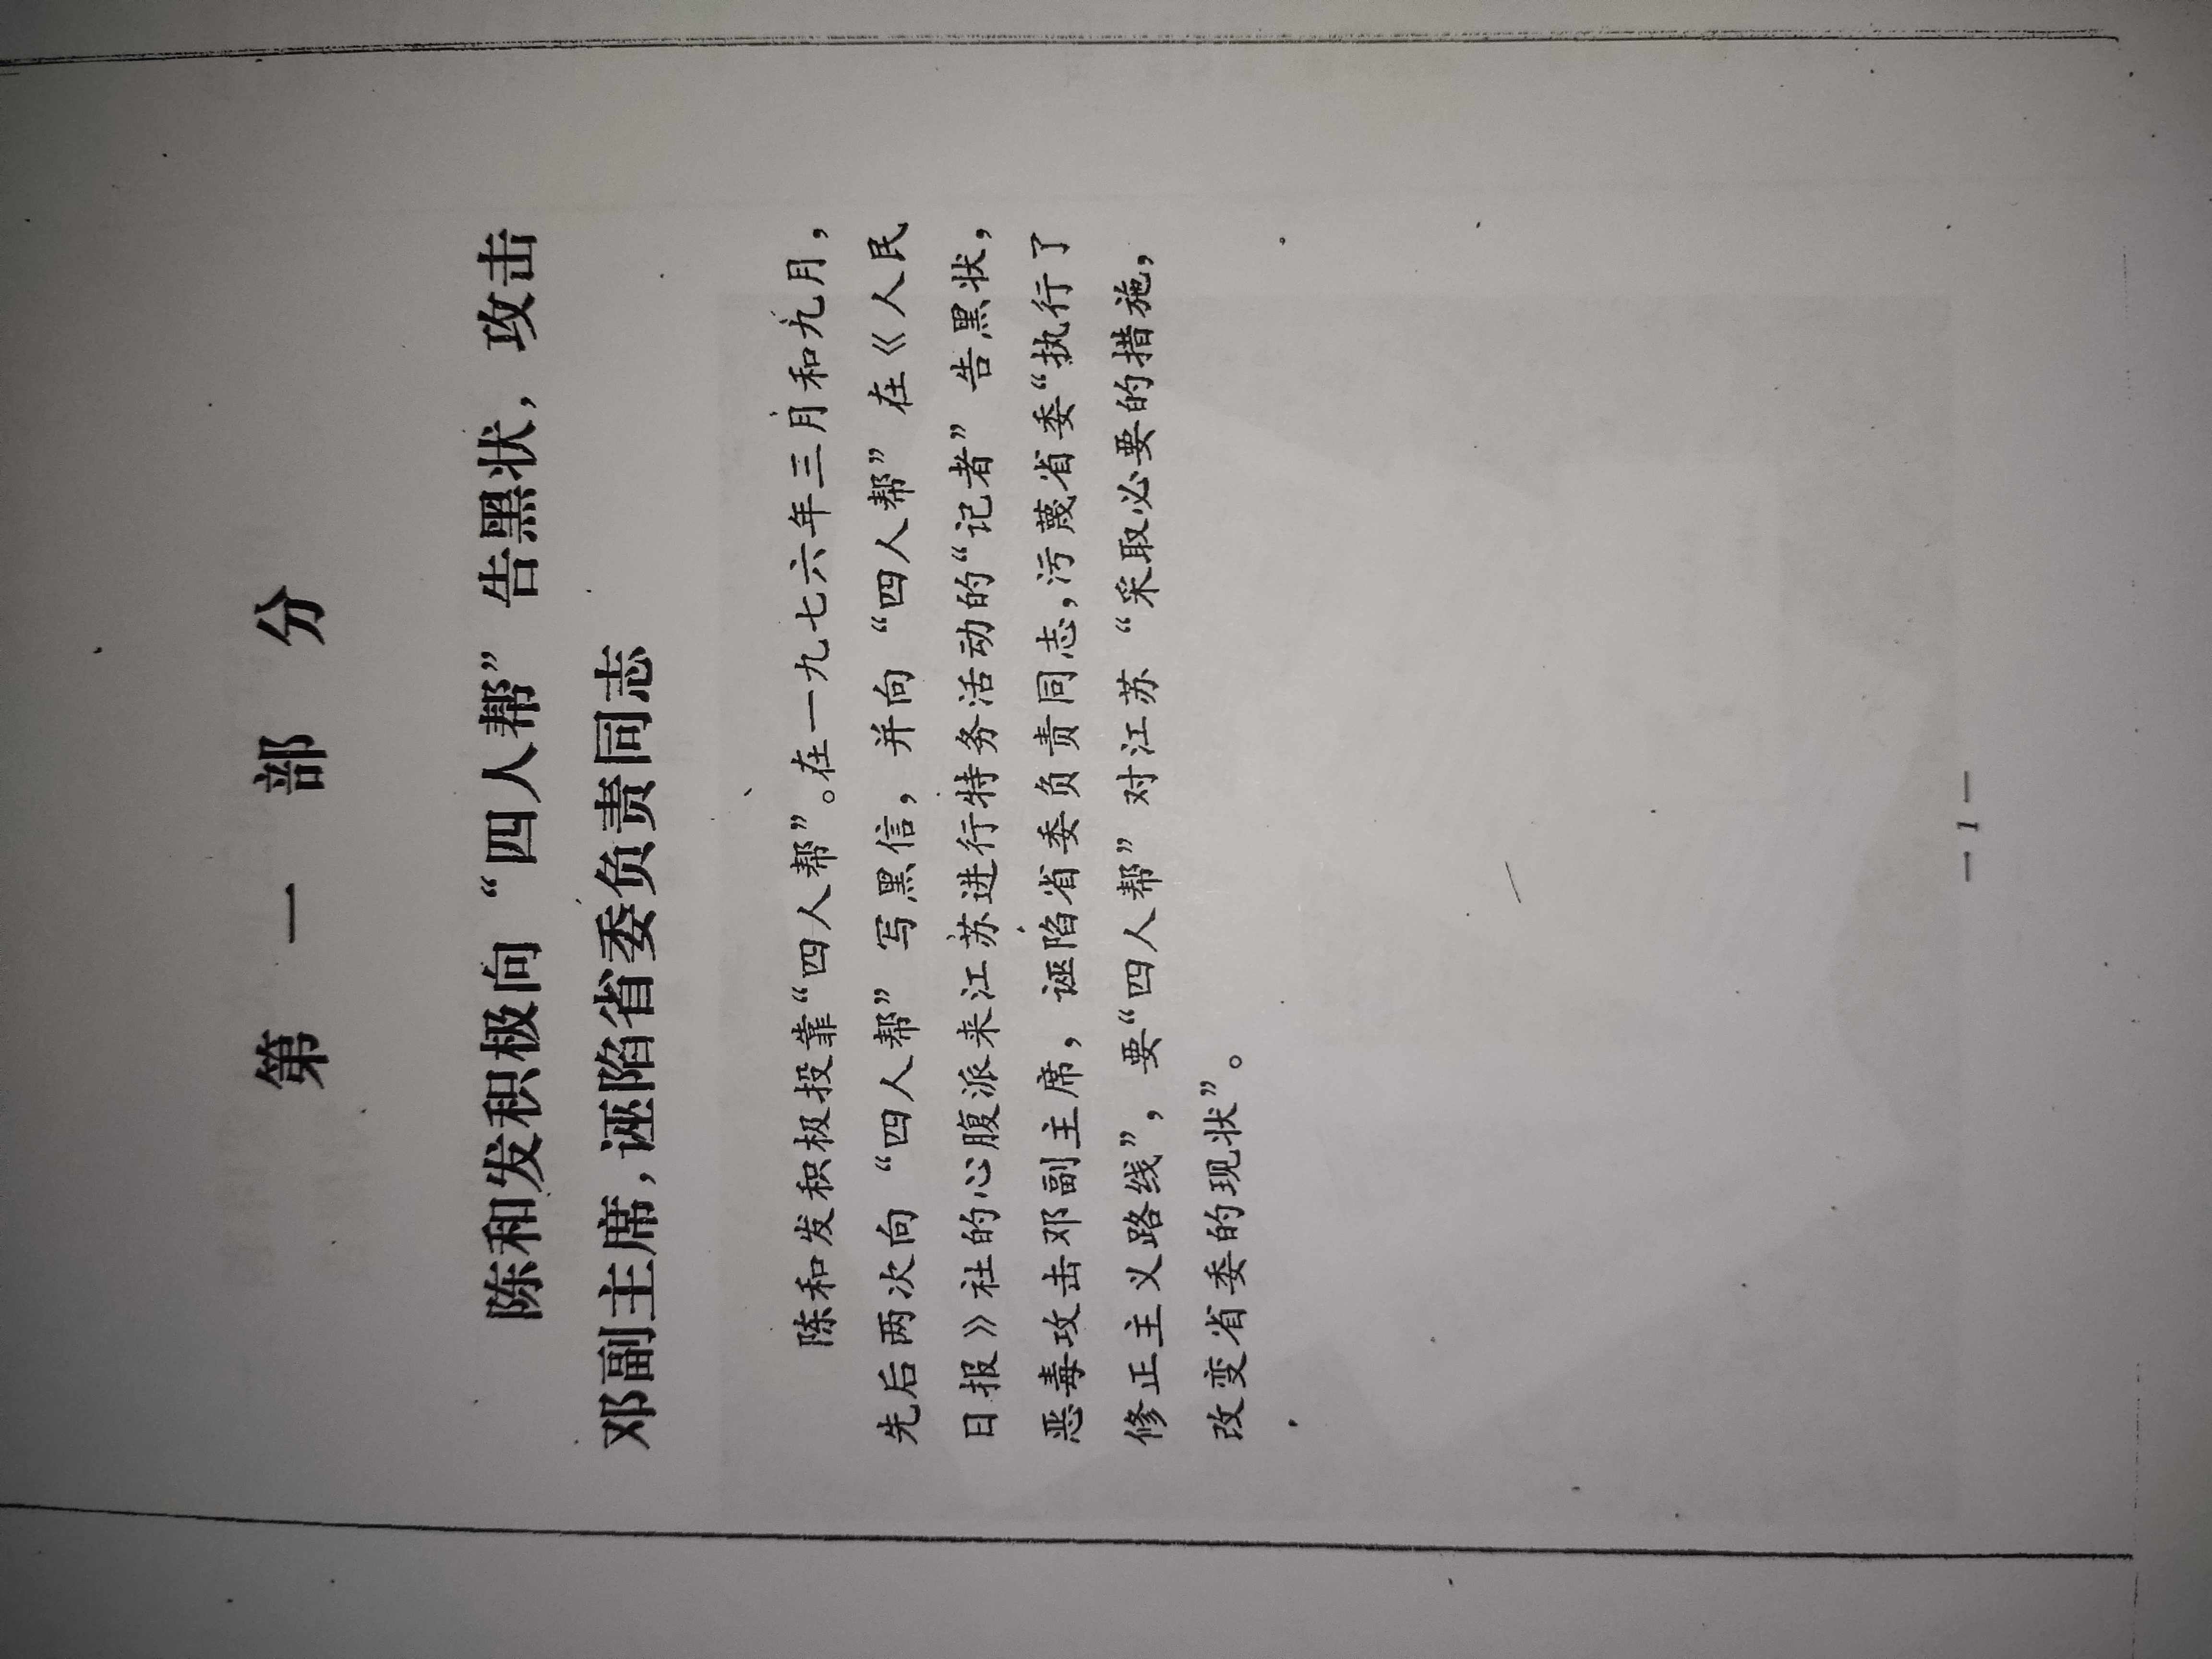 第一部分
陈和发积极向“四人帮”告黑状，攻击
邓副主席，诬陷省委负责同志
陈和发积极投靠“四人帮”。在一九七六年三月和九月，
先后两次向“四人帮”写黑信，并向“四人帮”在《人民
日报》社的心腹派来江苏进行特务活动的“记者”告黑状，
恶毒攻击邓副主席，诬陷省委负责同志，污蔑省委“执行了
修正主义路线”，要“四人帮”对江苏“采取必要的措施，
改变省委的现状”。
— 1 —